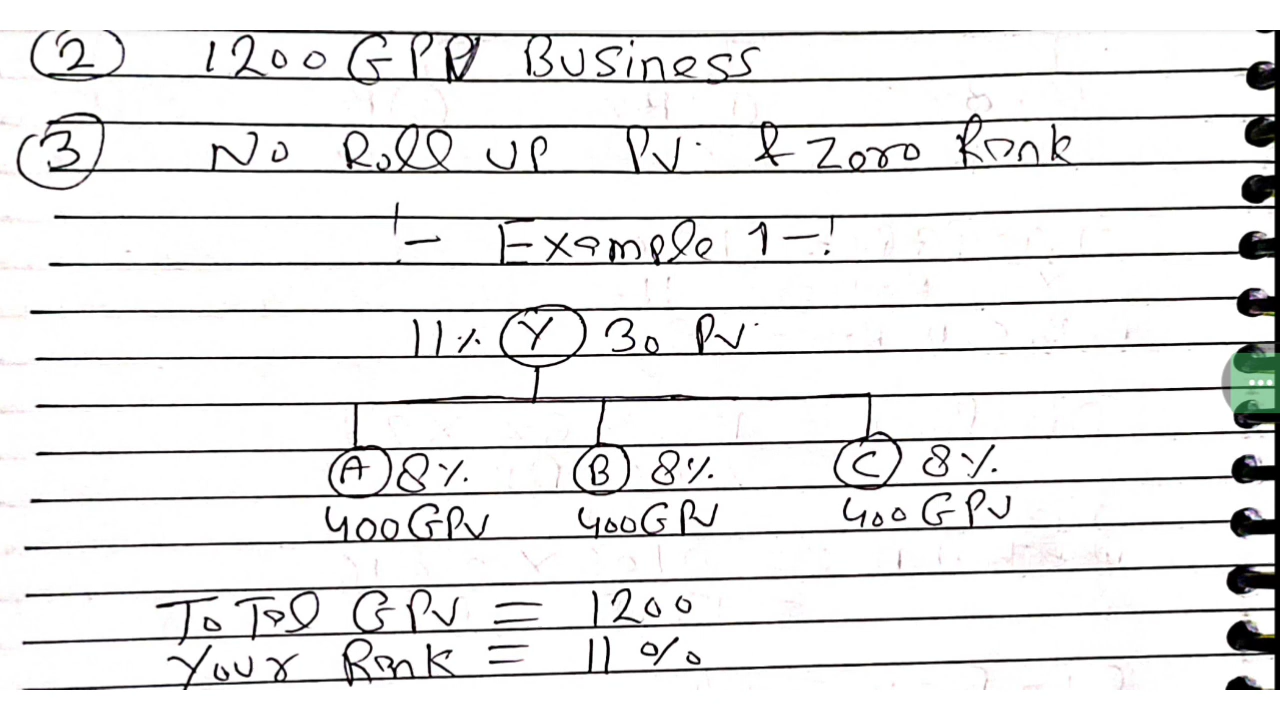 ② 1200 GPV Business
③ No Roll UP PV & Zoro Rank
!- Example 1 -!
11% Y 30 PV
A 8% B 8% C 8%
400 GPV 400 GPV 400 GPV
ToTal GPV = 1200
Your Rank = 11%